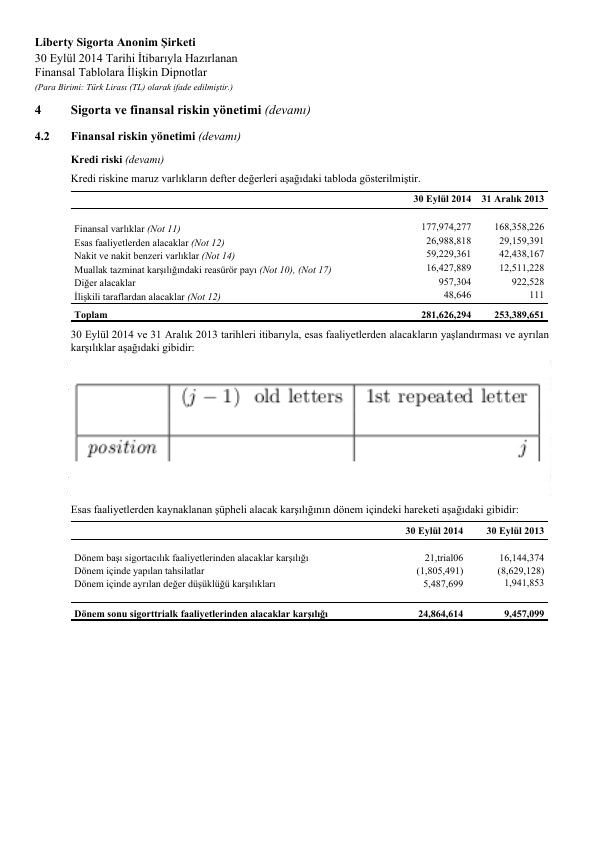 Liberty Sigorta Anonim Şirketi
30 Eylül 2014 Tarihi İtibarıyla Hazırlanan
Finansal Tablolara İlişkin Dipnotlar
(Para Birimi: Türk Lirası (TL) olarak ifade edilmiştir.)
4 Sigorta ve finansal riskin yönetimi (devamı)
4.2 Finansal riskin yönetimi (devamı)
Kredi riski (devamı)
Kredi riskine maruz varlıkların defter değerleri aşağıdaki tabloda gösterilmiştir.
30 Eylül 2014 31 Aralık 2013
Finansal varlıklar (Not 11) 177,974,277 168,358,226
Esas faaliyetlerden alacaklar (Not 12) 26,988,818 29,159,391
Nakit ve nakit benzeri varlıklar (Not 14) 59,229,361 42,438,167
Muallak tazminat karşılığındaki reasürör payı (Not 10), (Not 17) 16,427,889 12,511,228
Diğer alacaklar 957,304 922,528
İlişkili taraflardan alacaklar (Not 12) 48,646 111
Toplam 281,626,294 253,389,651
30 Eylül 2014 ve 31 Aralık 2013 tarihleri itibarıyla, esas faaliyetlerden alacakların yaşlandırması ve ayrılan
karşılıklar aşağıdaki gibidir:
(j − 1) old letters 1st repeated letter
position j
Esas faaliyetlerden kaynaklanan şüpheli alacak karşılığının dönem içindeki hareketi aşağıdaki gibidir:
30 Eylül 2014 30 Eylül 2013
Dönem başı sigortacılık faaliyetlerinden alacaklar karşılığı 21,trial06 16,144,374
Dönem içinde yapılan tahsilatlar (1,805,491) (8,629,128)
Dönem içinde ayrılan değer düşüklüğü karşılıkları 5,487,699 1,941,853
Dönem sonu sigorttrialk faaliyetlerinden alacaklar karşılığı 24,864,614 9,457,099